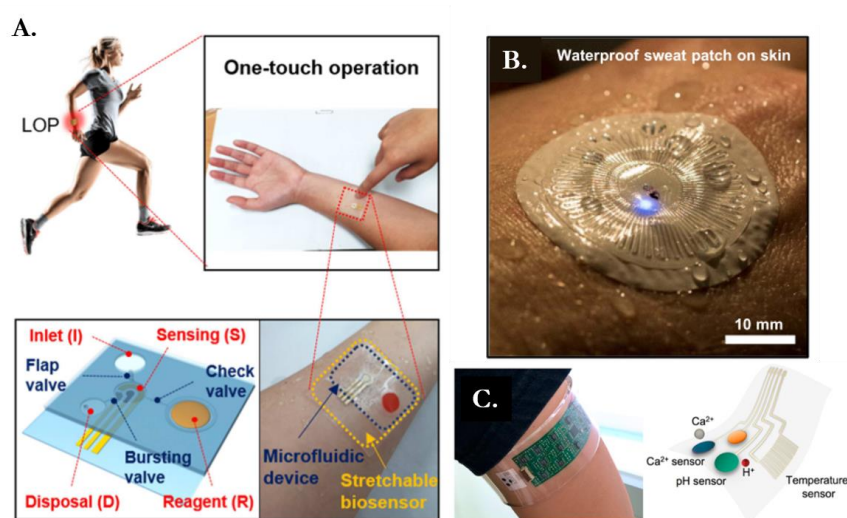 A.
One-touch operation
LOP
B.
Waterproof sweat patch on skin
10 mm
Inlet (I)
Sensing (S)
Flap
valve
Check
valve
Bursting
valve
Disposal (D)
Reagent (R)
Microfluidic
device
Stretchable
biosensor
C.
Ca²⁺
Ca²⁺ sensor
pH sensor
H⁺
Temperature
sensor